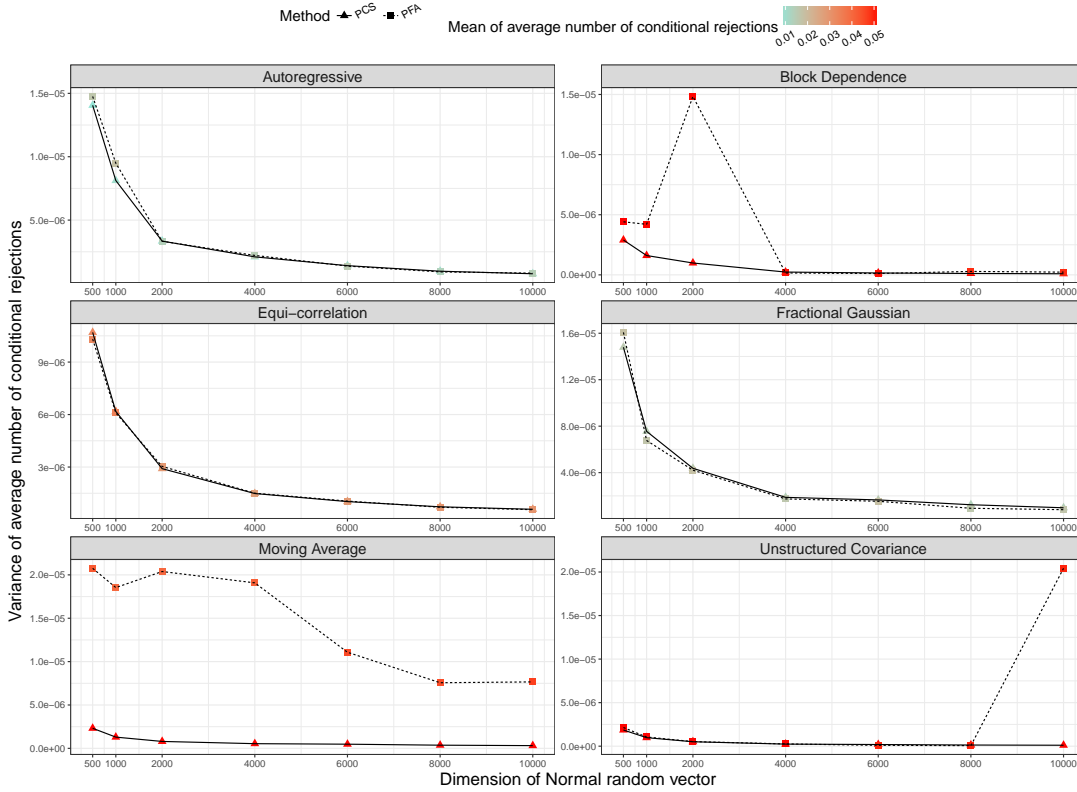 Method PCS PFA
Mean of average number of conditional rejections 0.01 0.02 0.03 0.04 0.05
Variance of average number of conditional rejections
Autoregressive
1.5e−05
1.0e−05
5.0e−06
500 1000 2000 4000 6000 8000 10000
Block Dependence
1.5e−05
1.0e−05
5.0e−06
0.0e+00
500 1000 2000 4000 6000 8000 10000
Equi−correlation
9e−06
6e−06
3e−06
500 1000 2000 4000 6000 8000 10000
Fractional Gaussian
1.6e−05
1.2e−05
8.0e−06
4.0e−06
500 1000 2000 4000 6000 8000 10000
Moving Average
2.0e−05
1.5e−05
1.0e−05
5.0e−06
0.0e+00
500 1000 2000 4000 6000 8000 10000
Unstructured Covariance
2.0e−05
1.5e−05
1.0e−05
5.0e−06
0.0e+00
500 1000 2000 4000 6000 8000 10000
Dimension of Normal random vector